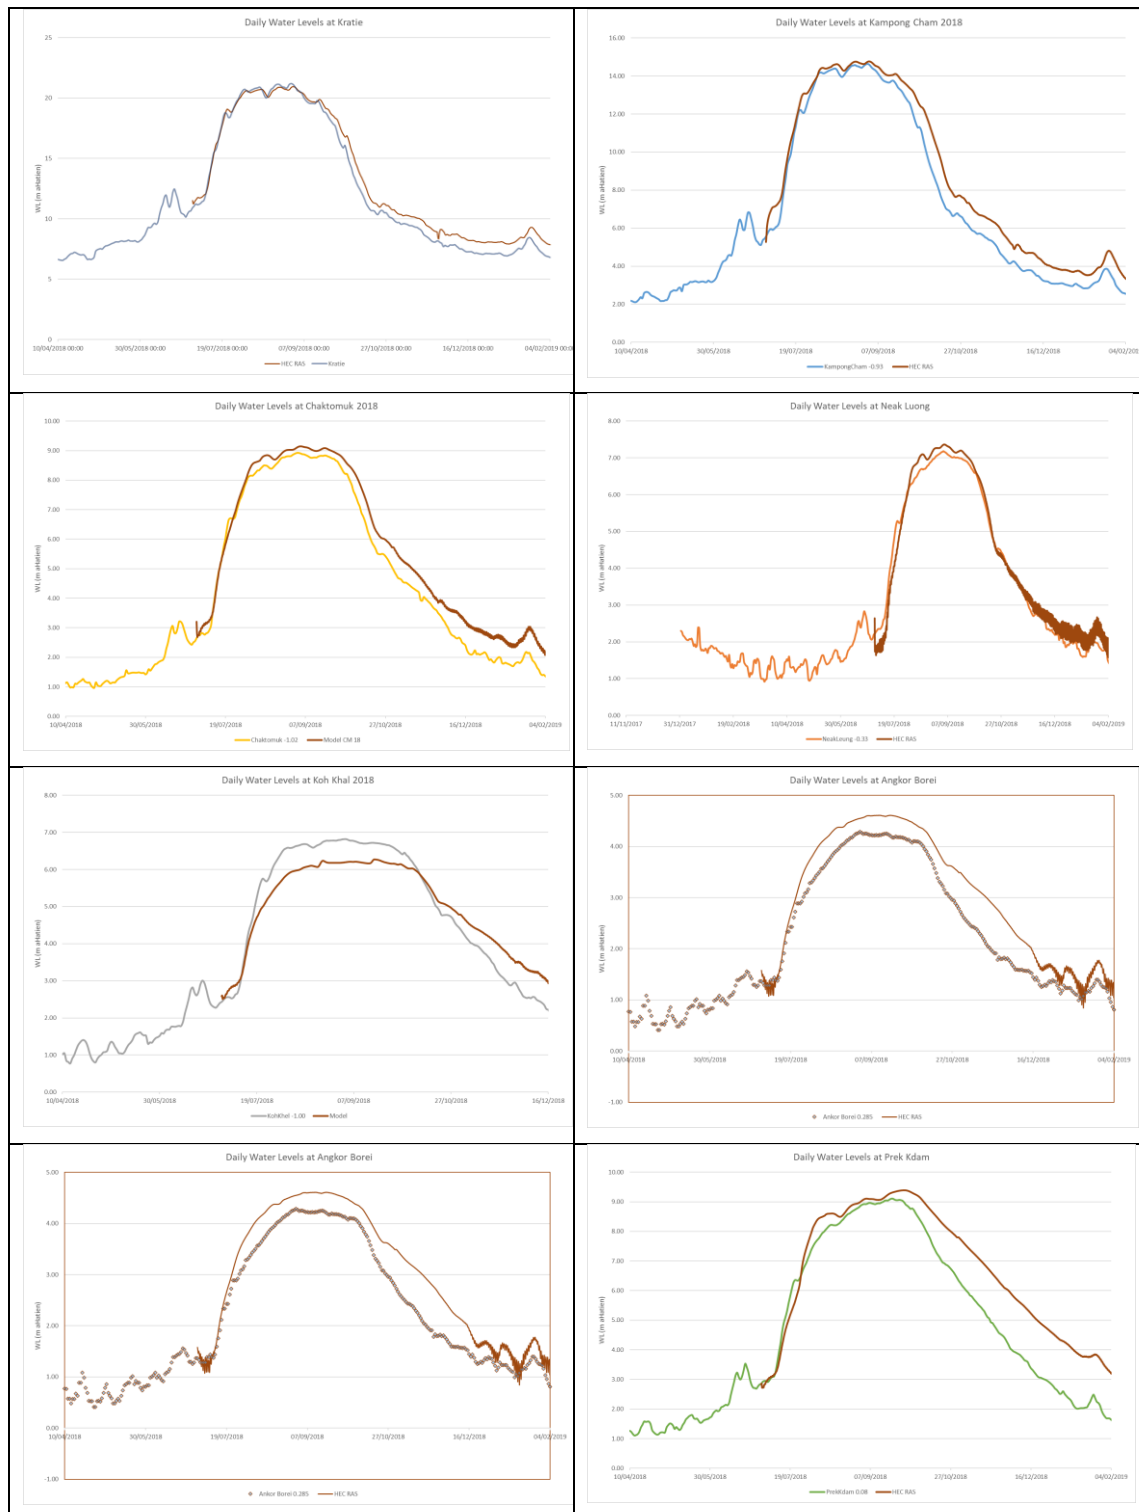 Daily Water Levels at Kratie
25
20
15
10
5
0
WL (m aHatien)
10/04/2018 00:00 30/05/2018 00:00 19/07/2018 00:00 07/09/2018 00:00 27/10/2018 00:00 16/12/2018 00:00 04/02/2019 00:00
HEC RAS Kratie
Daily Water Levels at Kampong Cham 2018
16.00
14.00
12.00
10.00
8.00
6.00
4.00
2.00
0.00
WL (m aHatien)
10/04/2018 30/05/2018 19/07/2018 07/09/2018 27/10/2018 16/12/2018 04/02/2019
KampongCham -0.93 HEC RAS
Daily Water Levels at Chaktomuk 2018
10.00
9.00
8.00
7.00
6.00
5.00
4.00
3.00
2.00
1.00
0.00
WL (m aHatien)
10/04/2018 30/05/2018 19/07/2018 07/09/2018 27/10/2018 16/12/2018 04/02/2019
Chaktomuk -1.02 Model CM 18
Daily Water Levels at Neak Luong
8.00
7.00
6.00
5.00
4.00
3.00
2.00
1.00
0.00
WL (m aHatien)
11/11/2017 31/12/2017 19/02/2018 10/04/2018 30/05/2018 19/07/2018 07/09/2018 27/10/2018 16/12/2018 04/02/2019
NeakLeung -0.33 HEC RAS
Daily Water Levels at Koh Khal 2018
8.00
7.00
6.00
5.00
4.00
3.00
2.00
1.00
0.00
WL (m aHatien)
10/04/2018 30/05/2018 19/07/2018 07/09/2018 27/10/2018 16/12/2018
KohKhel -1.00 Model
Daily Water Levels at Angkor Borei
5.00
4.00
3.00
2.00
1.00
0.00
-1.00
WL (m aHatien)
10/04/2018 30/05/2018 19/07/2018 07/09/2018 27/10/2018 16/12/2018 04/02/2019
Ankor Borei 0.285 HEC RAS
Daily Water Levels at Angkor Borei
5.00
4.00
3.00
2.00
1.00
0.00
-1.00
WL (m aHatien)
10/04/2018 30/05/2018 19/07/2018 07/09/2018 27/10/2018 16/12/2018 04/02/2019
Ankor Borei 0.285 HEC RAS
Daily Water Levels at Prek Kdam
10.00
9.00
8.00
7.00
6.00
5.00
4.00
3.00
2.00
1.00
0.00
WL (m aHatien)
10/04/2018 30/05/2018 19/07/2018 07/09/2018 27/10/2018 16/12/2018 04/02/2019
PrekKdam 0.08 HEC RAS